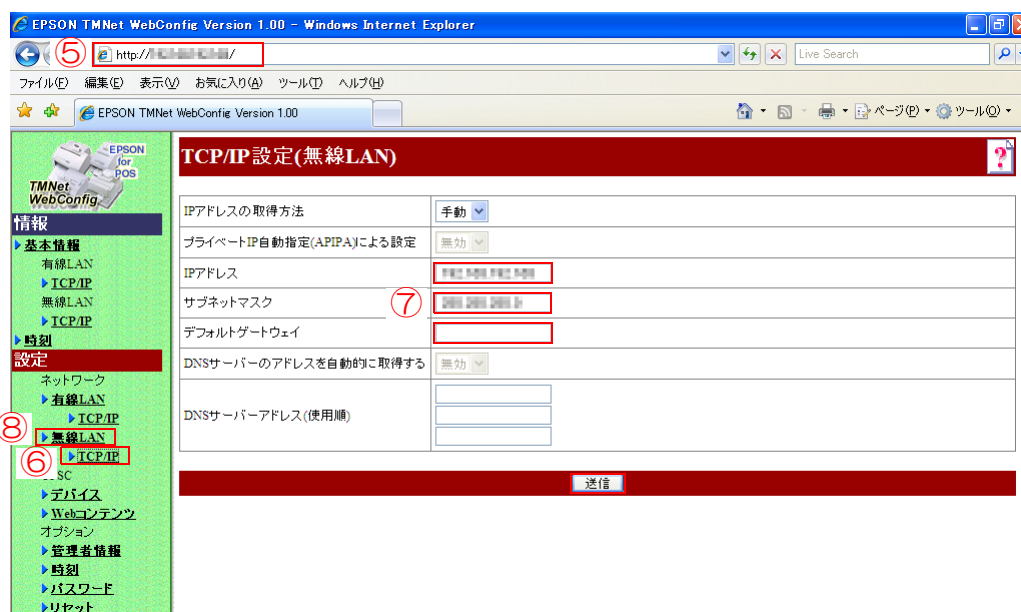 EPSON TMNet WebConfig Version 1.00 - Windows Internet Explorer
⑤ http:// /
Live Search
ファイル(F) 編集(E) 表示(V) お気に入り(A) ツール(T) ヘルプ(H)
EPSON TMNet WebConfig Version 1.00
ページ(P) ツール(O)
EPSON
for
POS
TMNet
WebConfig
情報
基本情報
有線LAN
TCP/IP
無線LAN
TCP/IP
時刻
設定
ネットワーク
有線LAN
TCP/IP
⑧ 無線LAN
⑥ TCP/IP
SC
デバイス
Webコンテンツ
オプション
管理者情報
時刻
パスワード
リセット
TCP/IP設定(無線LAN)
?
IPアドレスの取得方法 手動
プライベートIP自動指定(APIPA)による設定 無効
IPアドレス
サブネットマスク ⑦
デフォルトゲートウェイ
DNSサーバーのアドレスを自動的に取得する 無効
DNSサーバーアドレス(使用順)
送信